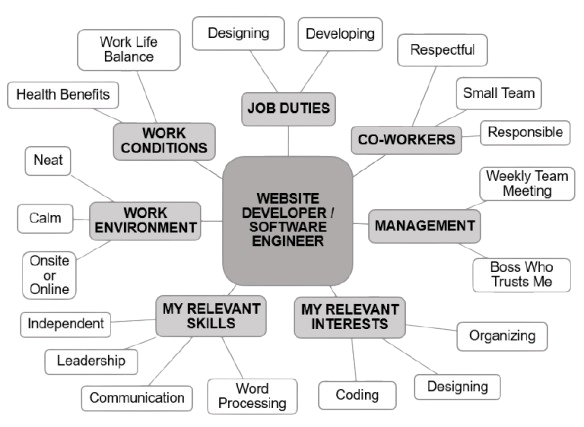 Work Life
Balance
Designing
Developing
Respectful
Health Benefits
JOB DUTIES
Small Team
WORK
CONDITIONS
CO-WORKERS
Responsible
Neat
Weekly Team
Meeting
WEBSITE
DEVELOPER /
SOFTWARE
ENGINEER
Calm
WORK
ENVIRONMENT
MANAGEMENT
Onsite
or
Online
Boss Who
Trusts Me
MY RELEVANT
SKILLS
MY RELEVANT
INTERESTS
Independent
Organizing
Leadership
Communication
Word
Processing
Coding
Designing